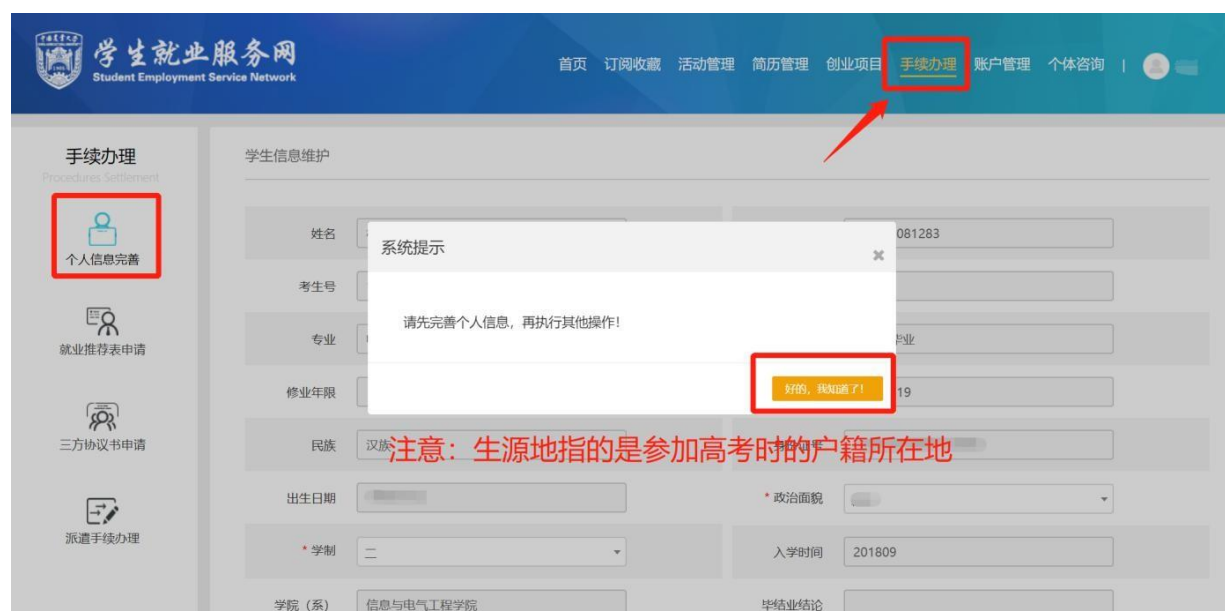 中国农业大学
学生就业服务网
Student Employment Service Network
首页 订阅收藏 活动管理 简历管理 创业项目 手续办理 账户管理 个体咨询 |
手续办理
Procedures Settlement
个人信息完善
就业推荐表申请
三方协议书申请
派遣手续办理
学生信息维护
姓名 081283
系统提示 ×
考生号
请先完善个人信息，再执行其他操作！
专业 毕业
好的，我知道了！
修业年限 19
民族 汉族
注意：生源地指的是参加高考时的户籍所在地
出生日期 * 政治面貌
* 学制 二 入学时间 201809
学院（系） 信息与电气工程学院 毕结业结论